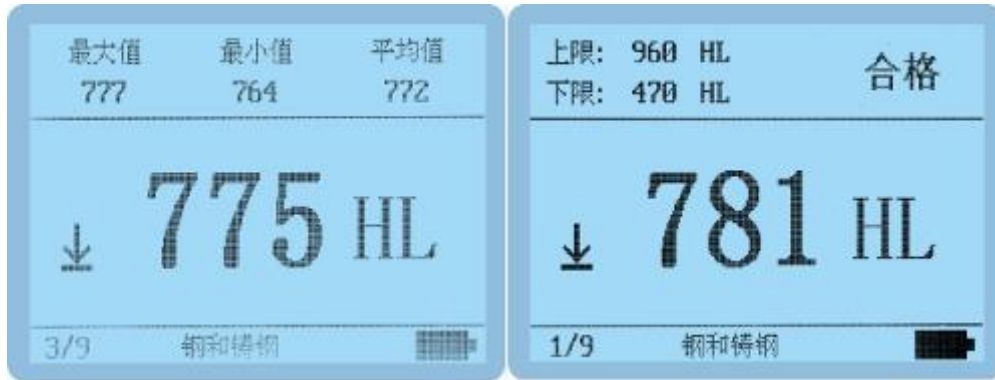 最大值 最小值 平均值
777 764 772
775 HL
3/9 钢和铸钢
上限: 960 HL
下限: 470 HL
合格
781 HL
1/9 钢和铸钢